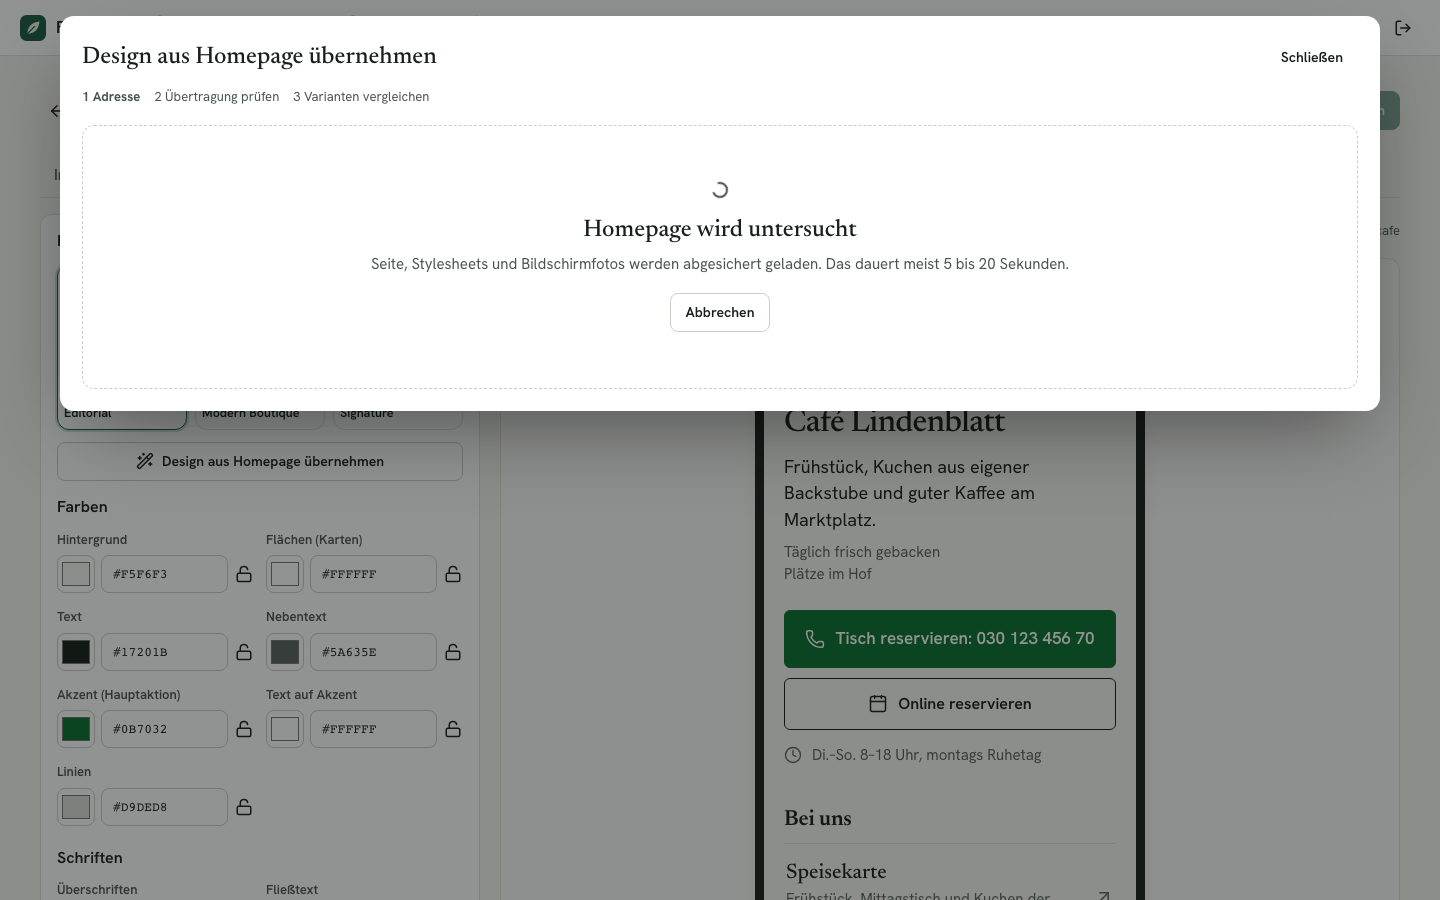 Design aus Homepage übernehmen
Schließen
1 Adresse 2 Übertragung prüfen 3 Varianten vergleichen
Homepage wird untersucht
Seite, Stylesheets und Bildschirmfotos werden abgesichert geladen. Das dauert meist 5 bis 20 Sekunden.
Abbrechen
Editorial
Modern Boutique
Signature
Design aus Homepage übernehmen
Farben
Hintergrund
Flächen (Karten)
#F5F6F3
#FFFFFF
Text
Nebentext
#17201B
#5A635E
Akzent (Hauptaktion)
Text auf Akzent
#0B7032
#FFFFFF
Linien
#D9DED8
Schriften
Überschriften
Fließtext
Café Lindenblatt
Frühstück, Kuchen aus eigener
Backstube und guter Kaffee am
Marktplatz.
Täglich frisch gebacken
Plätze im Hof
Tisch reservieren: 030 123 456 70
Online reservieren
Di.–So. 8–18 Uhr, montags Ruhetag
Bei uns
Speisekarte
Frühstück, Mittagstisch und Kuchen der